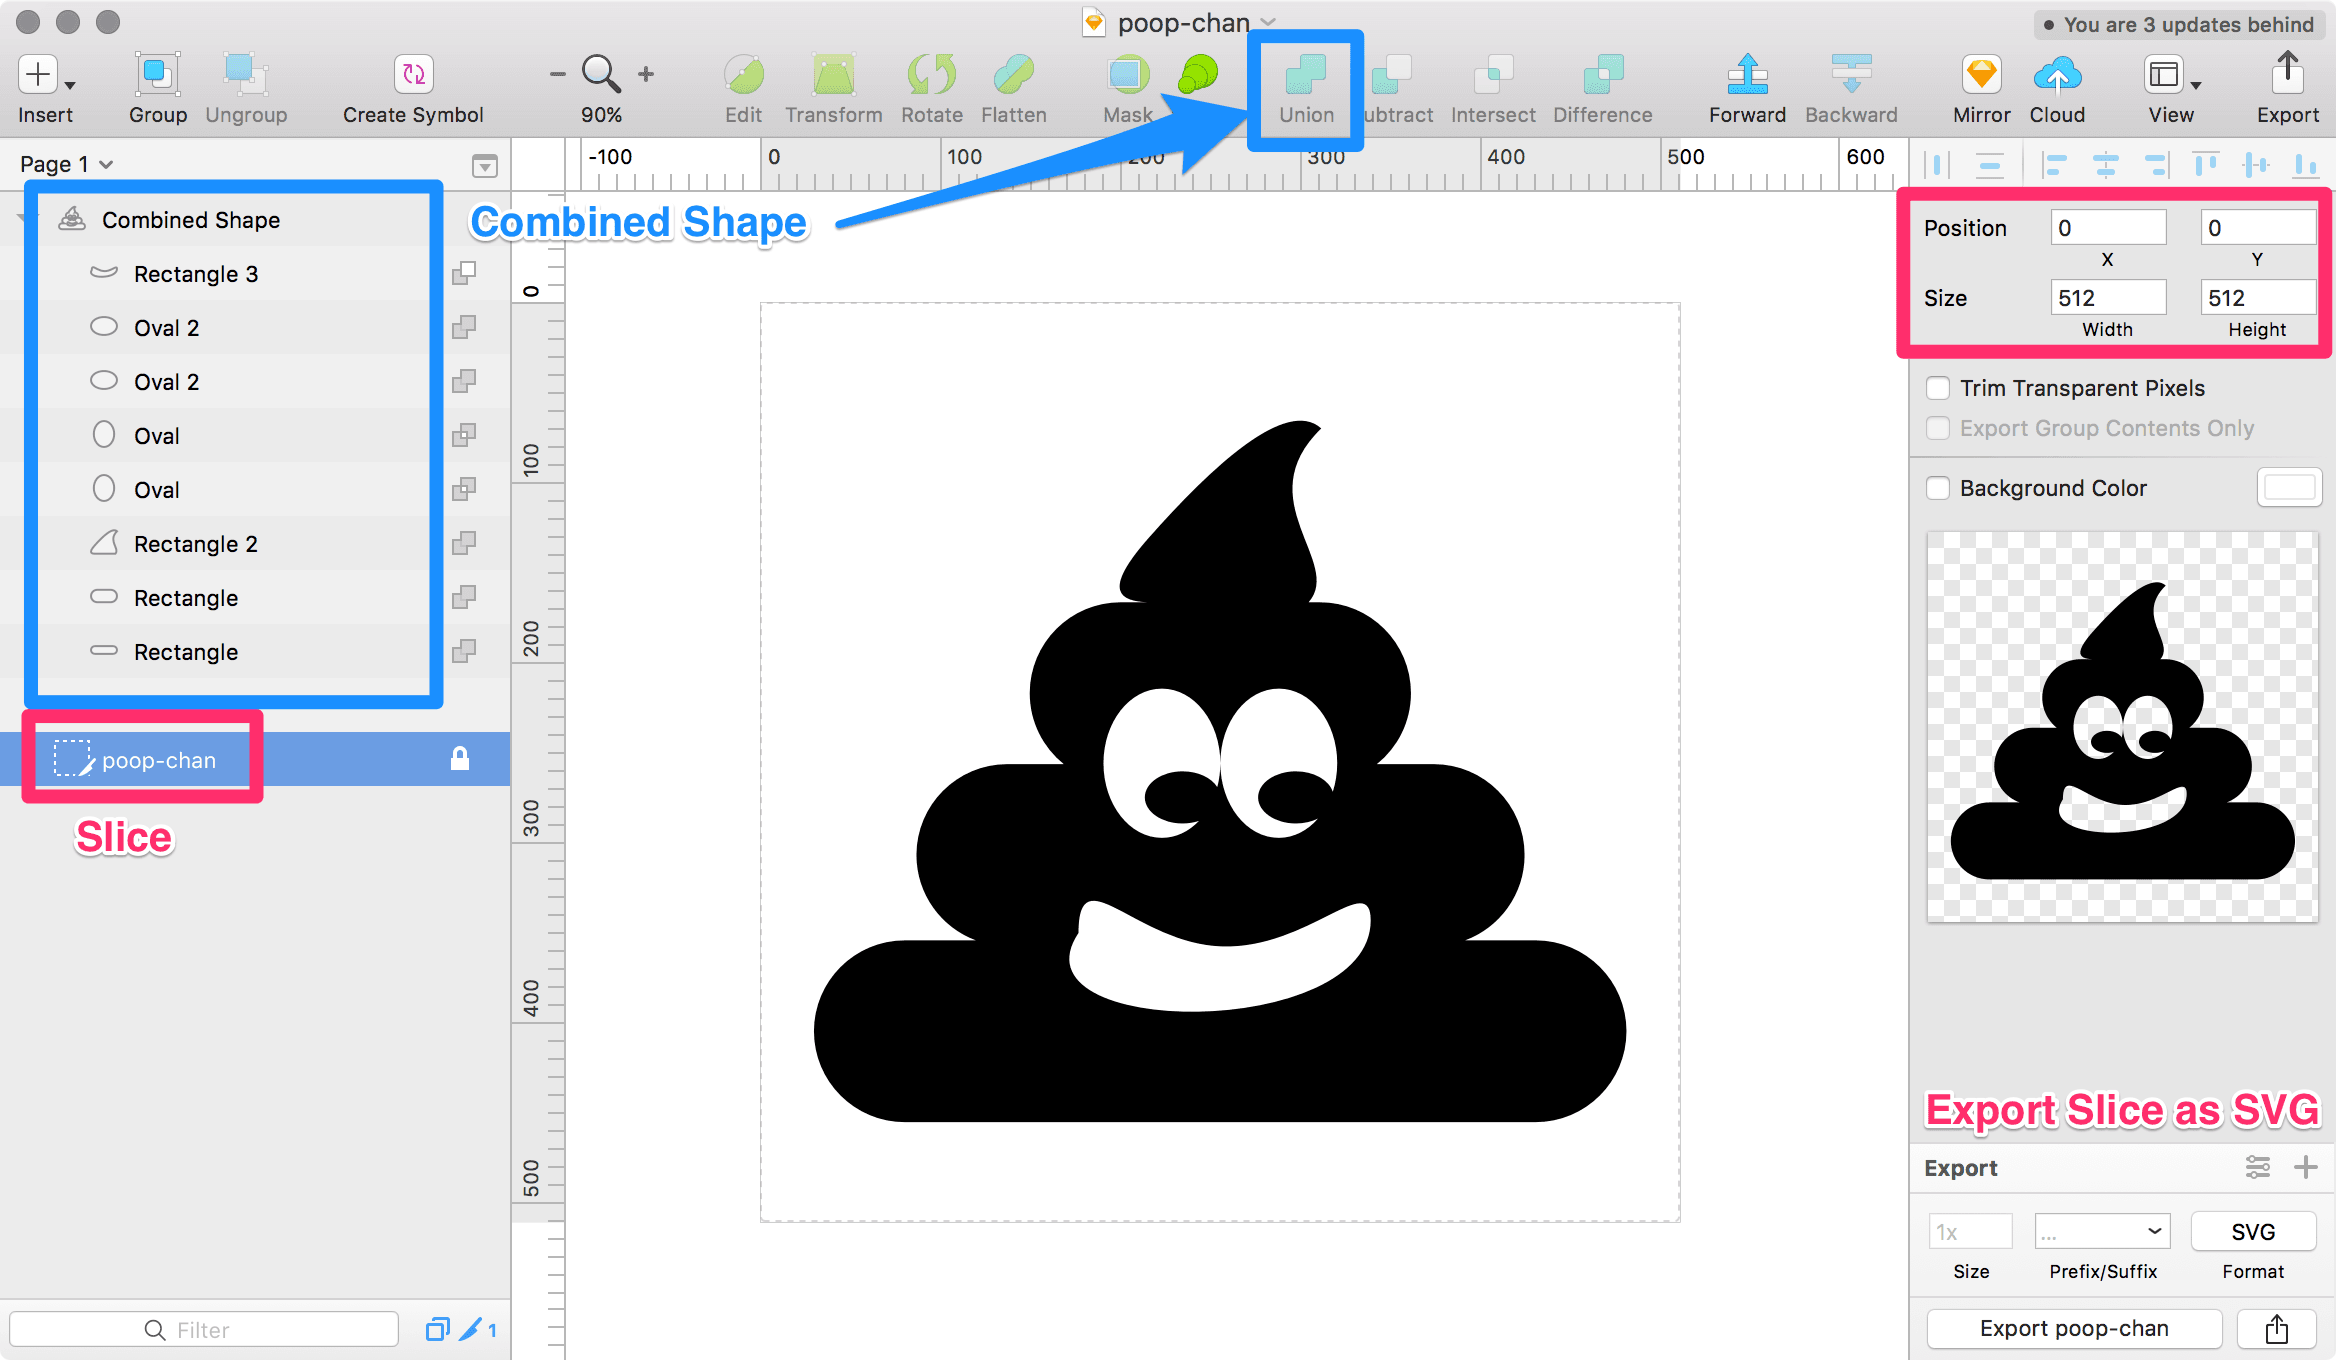 poop-chan
You are 3 updates behind
Insert
Group
Ungroup
Create Symbol
90%
Edit
Transform
Rotate
Flatten
Mask
Union
ubtract
Intersect
Difference
Forward
Backward
Mirror
Cloud
View
Export
Page 1
-100 0 100 200 300 400 500 600
Combined Shape
Rectangle 3
Oval 2
Oval 2
Oval
Oval
Rectangle 2
Rectangle
Rectangle
poop-chan
Slice
Filter
1
Combined Shape
0
100
200
300
400
500
Position 0 0
X Y
Size 512 512
Width Height
Trim Transparent Pixels
Export Group Contents Only
Background Color
Export Slice as SVG
Export
1x ... SVG
Size Prefix/Suffix Format
Export poop-chan